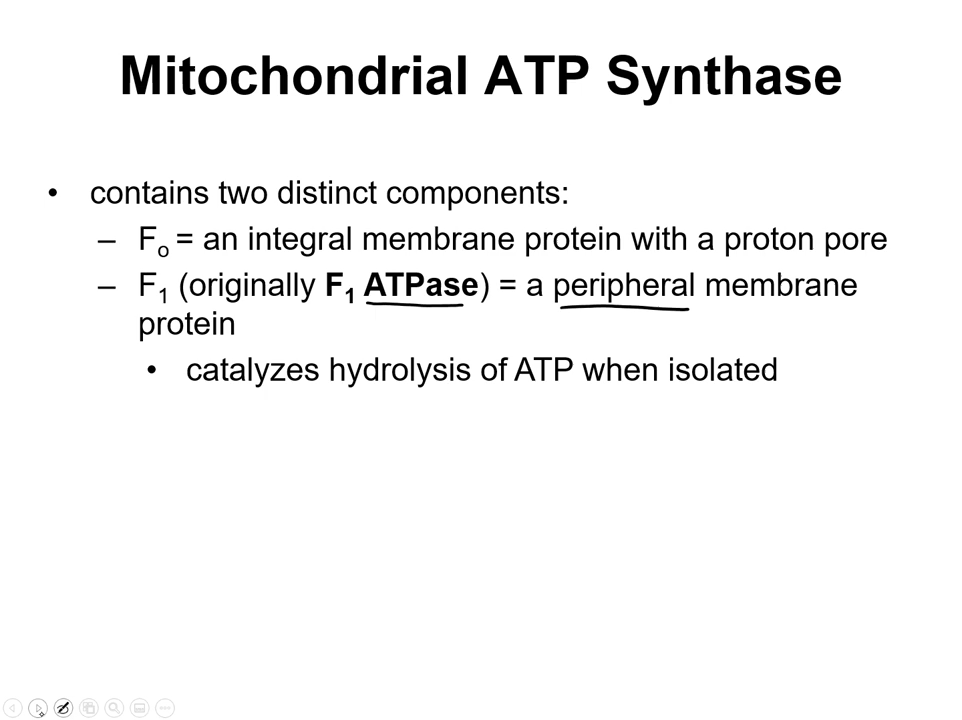 Mitochondrial ATP Synthase
• contains two distinct components:
– Fo = an integral membrane protein with a proton pore
– F1 (originally F1 ATPase) = a peripheral membrane
protein
• catalyzes hydrolysis of ATP when isolated